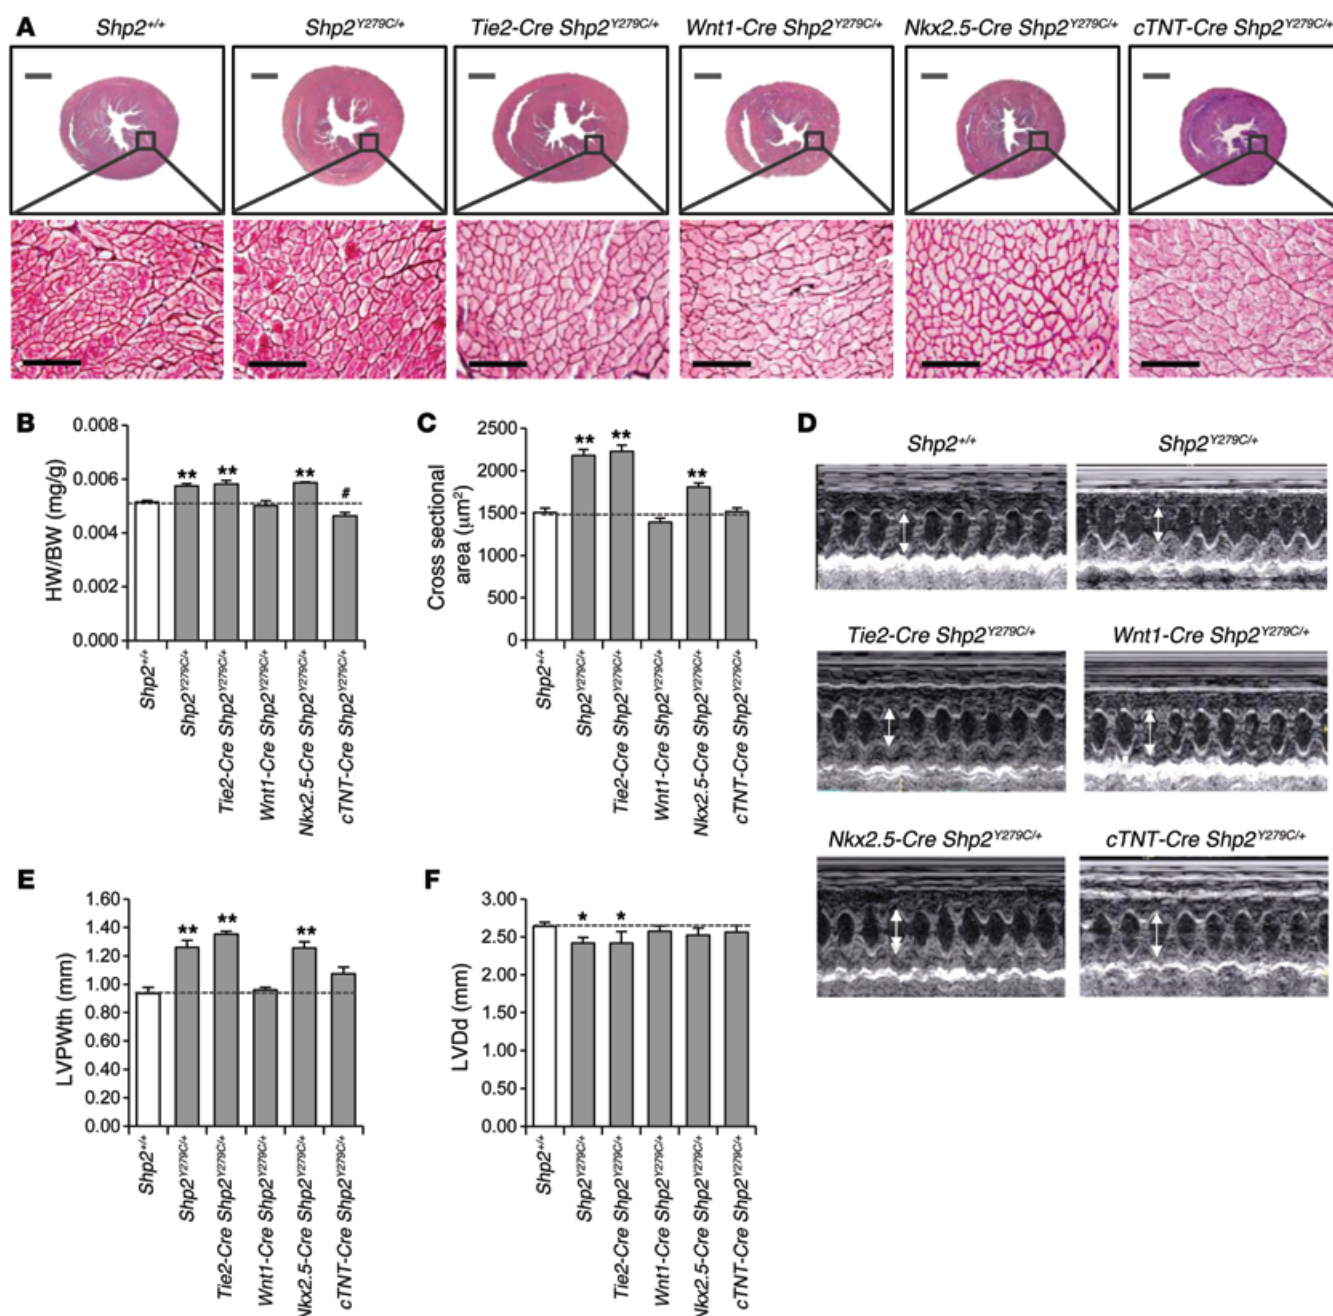 A
Shp2+/+ Shp2Y279C/+ Tie2-Cre Shp2Y279C/+ Wnt1-Cre Shp2Y279C/+ Nkx2.5-Cre Shp2Y279C/+ cTNT-Cre Shp2Y279C/+
B
HW/BW (mg/g)
0.008
0.006
0.004
0.002
0.000
** ** ** #
Shp2+/+
Shp2Y279C/+
Tie2-Cre Shp2Y279C/+
Wnt1-Cre Shp2Y279C/+
Nkx2.5-Cre Shp2Y279C/+
cTNT-Cre Shp2Y279C/+
C
Cross sectional
area (μm2)
2500
2000
1500
1000
500
0
** ** **
Shp2+/+
Shp2Y279C/+
Tie2-Cre Shp2Y279C/+
Wnt1-Cre Shp2Y279C/+
Nkx2.5-Cre Shp2Y279C/+
cTNT-Cre Shp2Y279C/+
D
Shp2+/+ Shp2Y279C/+
Tie2-Cre Shp2Y279C/+ Wnt1-Cre Shp2Y279C/+
Nkx2.5-Cre Shp2Y279C/+ cTNT-Cre Shp2Y279C/+
E
LVPWth (mm)
1.60
1.40
1.20
1.00
0.80
0.60
0.40
0.20
0.00
** ** **
Shp2+/+
Shp2Y279C/+
Tie2-Cre Shp2Y279C/+
Wnt1-Cre Shp2Y279C/+
Nkx2.5-Cre Shp2Y279C/+
cTNT-Cre Shp2Y279C/+
F
LVDd (mm)
3.00
2.50
2.00
1.50
1.00
0.50
0.00
* *
Shp2+/+
Shp2Y279C/+
Tie2-Cre Shp2Y279C/+
Wnt1-Cre Shp2Y279C/+
Nkx2.5-Cre Shp2Y279C/+
cTNT-Cre Shp2Y279C/+